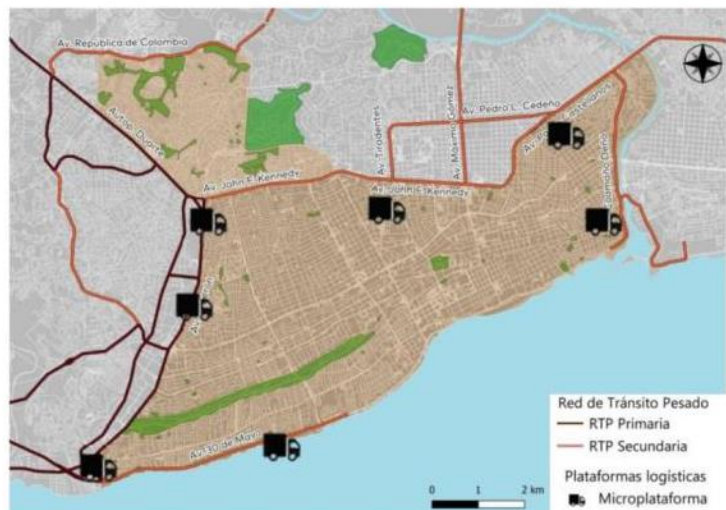 Av. República de Colombia
Autop. Duarte
Av. Tiradentes
Av. Máximo Gómez
Av. Pedro L. Cedeño
Castellanos
Av. John F. Kennedy
Av. John F. Kennedy
Av. 30 de May
Red de Tránsito Pesado
RTP Primaria
RTP Secundaria
Plataformas logísticas
Microplataforma
0 1 2 km